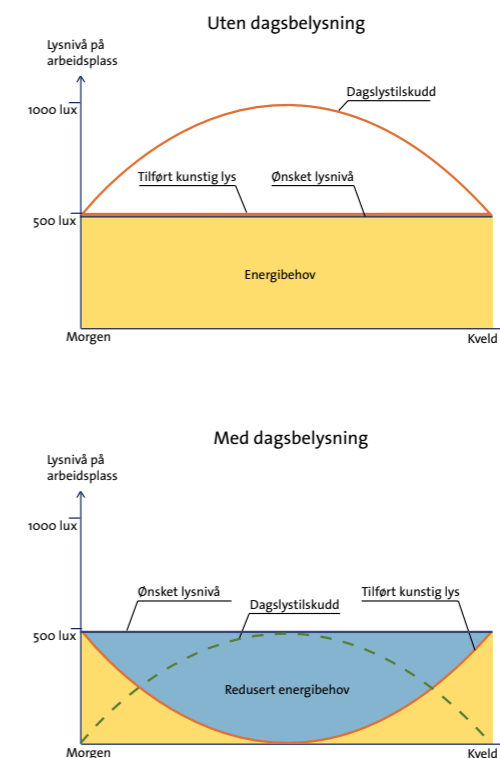 Uten dagsbelysning
Lysnivå på
arbeidsplass
Dagslystilskudd
1000 lux
Tilført kunstig lys
Ønsket lysnivå
500 lux
Energibehov
Morgen
Kveld
Med dagsbelysning
Lysnivå på
arbeidsplass
1000 lux
Ønsket lysnivå
Dagslystilskudd
Tilført kunstig lys
500 lux
Redusert energibehov
Morgen
Kveld